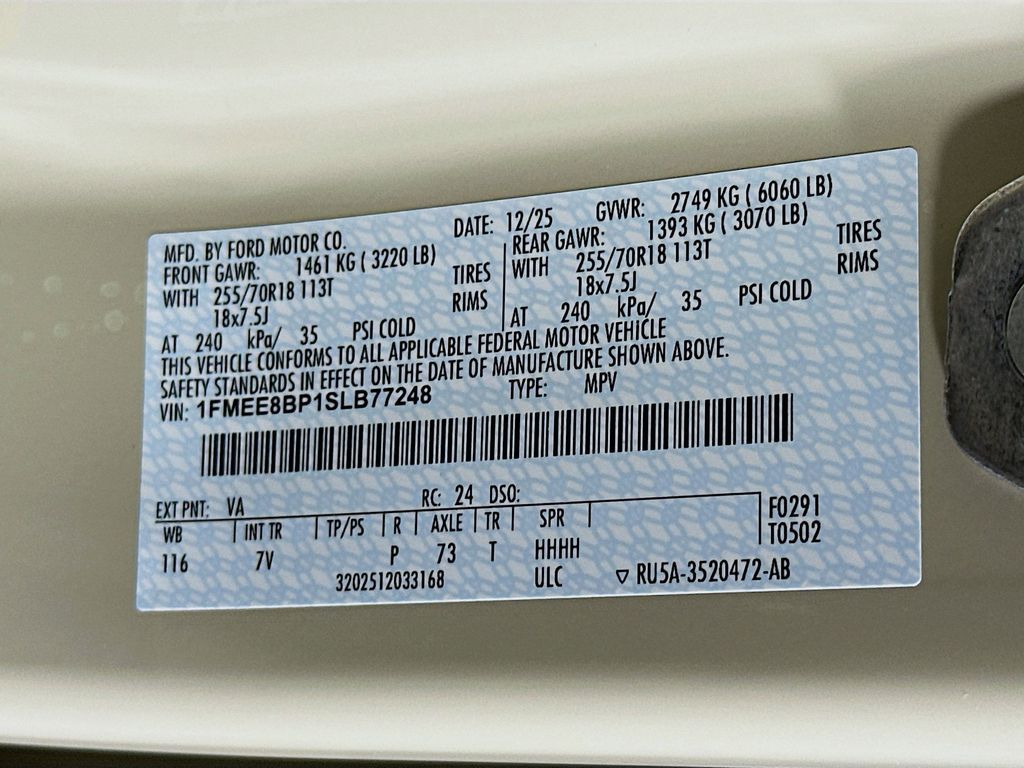 MFD. BY FORD MOTOR CO. DATE: 12/25 GVWR: 2749 KG ( 6060 LB)
FRONT GAWR: 1461 KG ( 3220 LB) REAR GAWR: 1393 KG ( 3070 LB)
WITH 255/70R18 113T TIRES WITH 255/70R18 113T TIRES
18x7.5J RIMS 18x7.5J RIMS
AT 240 kPa/ 35 PSI COLD AT 240 kPa/ 35 PSI COLD
THIS VEHICLE CONFORMS TO ALL APPLICABLE FEDERAL MOTOR VEHICLE
SAFETY STANDARDS IN EFFECT ON THE DATE OF MANUFACTURE SHOWN ABOVE.
VIN: 1FMEE8BP1SLB77248 TYPE: MPV
EXT PNT: VA RC: 24 DSO:
WB INT TR TP/PS R AXLE TR SPR F0291
116 7V P 73 T HHHH T0502
3202512033168 ULC ▽ RU5A-3520472-AB